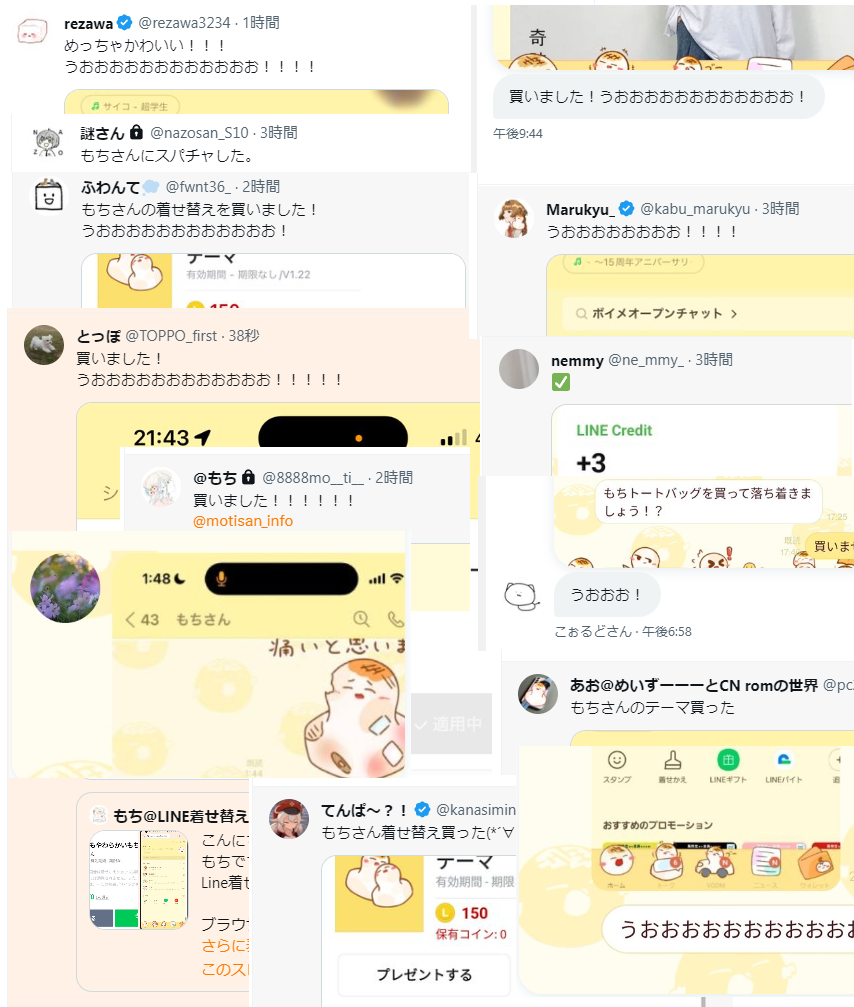 rezawa @rezawa3234 · 1時間
めっちゃかわいい！！！
うおおおおおおおおおおおお！！！！
サイコ - 超学生
謎さん @nazosan_S10 · 3時間
もちさんにスパチャした。
ふわんて @fwnt36_ · 2時間
もちさんの着せ替えを買いました！
うおおおおおおおおおおおお！
テーマ
有効期間 - 期限なし/V1.22
150
とっぽ @TOPPO_first · 38秒
買いました！
うおおおおおおおおおおおお！！！！！
21:43
シ
@もち @8888mo__ti__ · 2時間
買いました！！！！！！
@motisan_info
1:48
43 もちさん
痛いと思いま
既読
1:44
適用中
もち@LINE着せ替え
こんに
もちで
Line着せ
ブラウ
さらに
このス
奇
買いました！うおおおおおおおおおおおお！
午後9:44
Marukyu_ @kabu_marukyu · 3時間
うおおおおおおおお！！！！
～15周年アニバーサリ
ボイメオープンチャット
nemmy @ne_mmy_ · 3時間
LINE Credit
+3
もちトートバッグを買って落ち着きま
しょう！？
17:25
既読
買いませ
うおおお！
こぉるどさん · 午後6:58
あお@めいずーーーとCN romの世界 @pc
もちさんのテーマ買った
スタンプ
着せかえ
LINEギフト
LINEバイト
追
おすすめのプロモーション
ホーム
トーク
VOOM
ニュース
ウォレット
うおおおおおおおおおおお
てんぱ～？！ @kanasimin
もちさん着せ替え買った(*´∀
テーマ
有効期間 - 期限
150
保有コイン: 0
プレゼントする